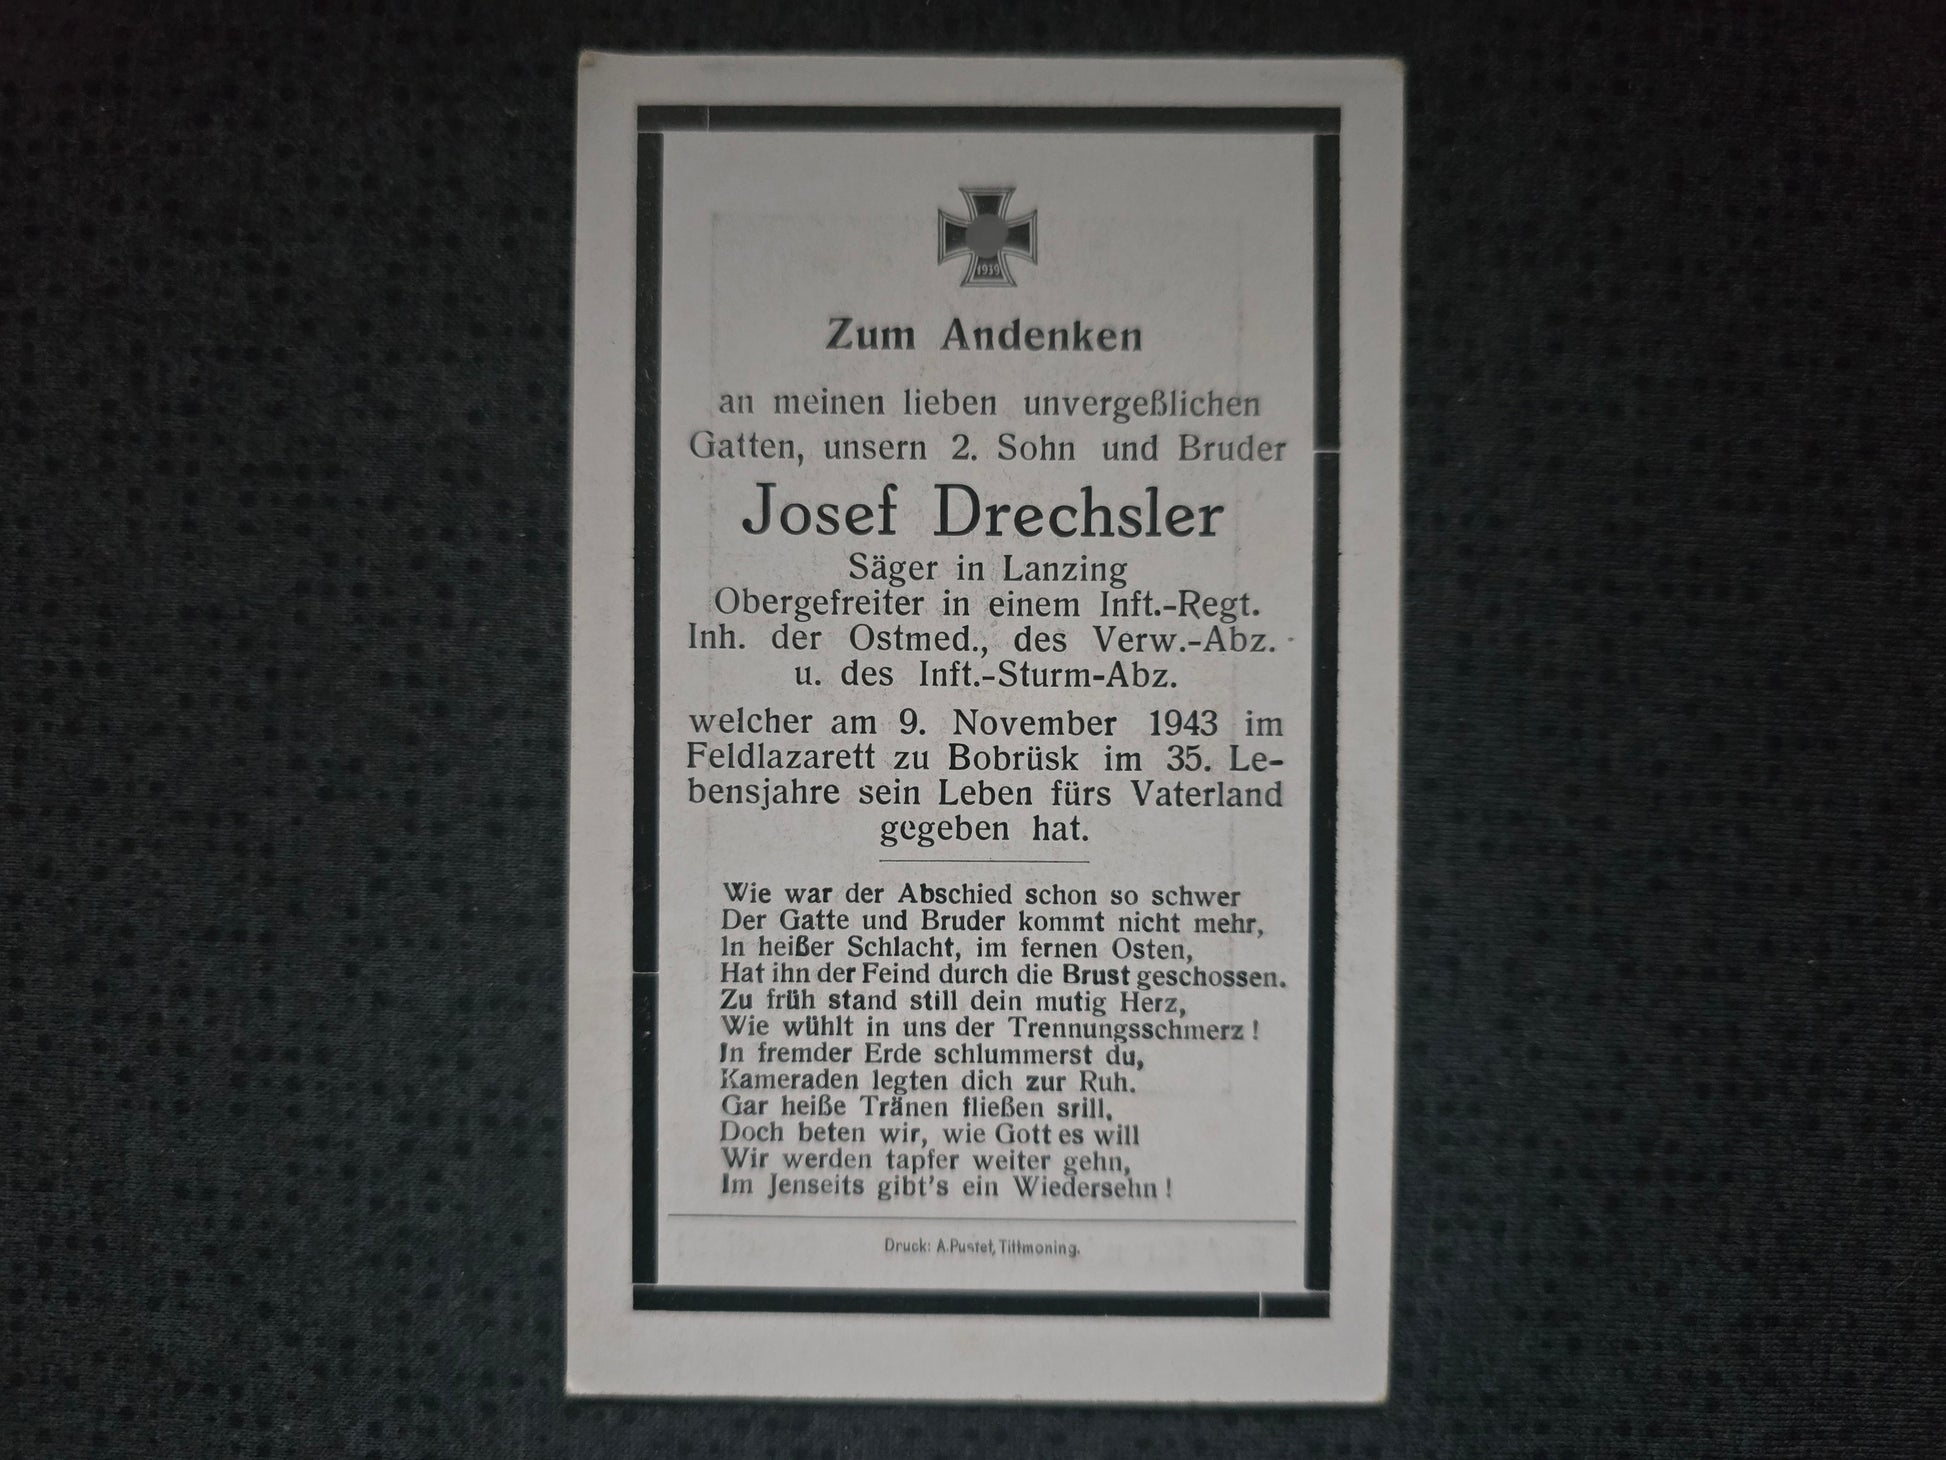 1939
Zum Andenken
an meinen lieben unvergeßlichen
Gatten, unsern 2. Sohn und Bruder
Josef Drechsler
Säger in Lanzing
Obergefreiter in einem Inft.-Regt.
Inh. der Ostmed., des Verw.-Abz.
u. des Inft.-Sturm-Abz.
welcher am 9. November 1943 im
Feldlazarett zu Bobrüsk im 35. Le-
bensjahre sein Leben fürs Vaterland
gegeben hat.
Wie war der Abschied schon so schwer
Der Gatte und Bruder kommt nicht mehr,
In heißer Schlacht, im fernen Osten,
Hat ihn der Feind durch die Brust geschossen.
Zu früh stand still dein mutig Herz,
Wie wühlt in uns der Trennungsschmerz !
In fremder Erde schlummerst du,
Kameraden legten dich zur Ruh.
Gar heiße Tränen fließen srill,
Doch beten wir, wie Gott es will
Wir werden tapfer weiter gehn,
Im Jenseits gibt's ein Wiedersehn !
Druck: A.Pustet, Tittmoning.